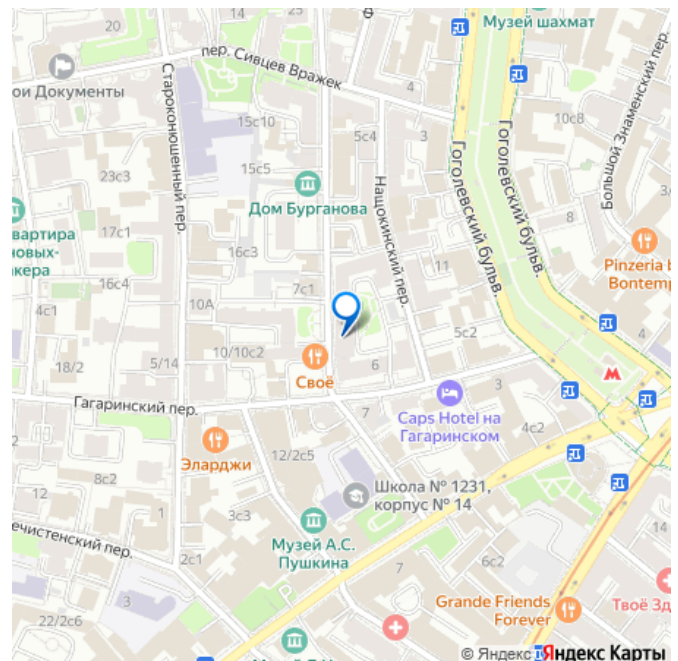 Музей шахмат
20
14
пер. Сивцев Вражек
ои Документы
Староконюшенный пер.
15с10
5с4
3
4
10с8
Большой Знаменский пер.
Гоголевский бульв.
Гоголевский бульв.
15с5
23с3
Дом Бурганова
Нащокинский пер.
8
вартира
новых-
кера
17с1
16с3
11
Pinzeria b
Bontemp
16с4
7с1
11
4с1
10А
5с2
4
18/2
5/14
10/10с2
Своё
6
3
Гагаринский пер.
7
Caps Hotel на
Гагаринском
4с2
Эларджи
12/2с5
8с2
Школа № 1231,
корпус № 14
12
1
3с3
14
ечистенский пер.
Музей А.С.
Пушкина
2с1
7
6с2
3
Grande Friends
Forever
Твоё Зд
22/2с6
© Яндекс Яндекс Карты